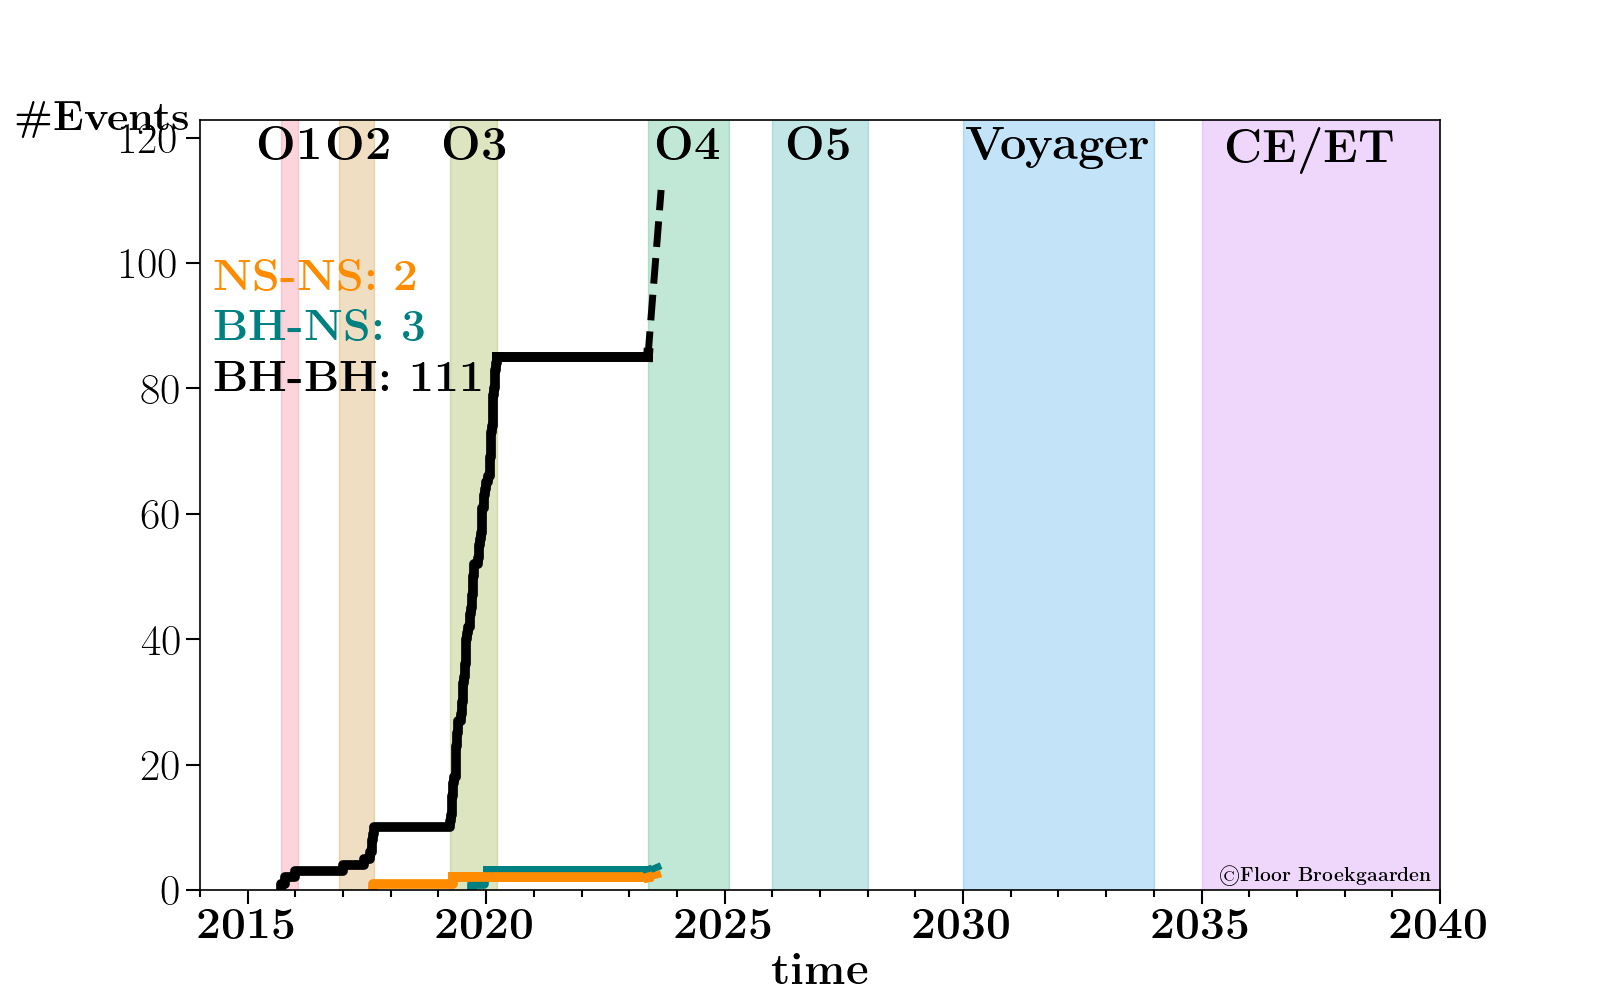 #Events
O1 O2 O3 O4 O5 Voyager CE/ET
120
100
NS-NS: 2
BH-NS: 3
BH-BH: 111
80
60
40
20
0
©Floor Broekgaarden
2015 2020 2025 2030 2035 2040
time